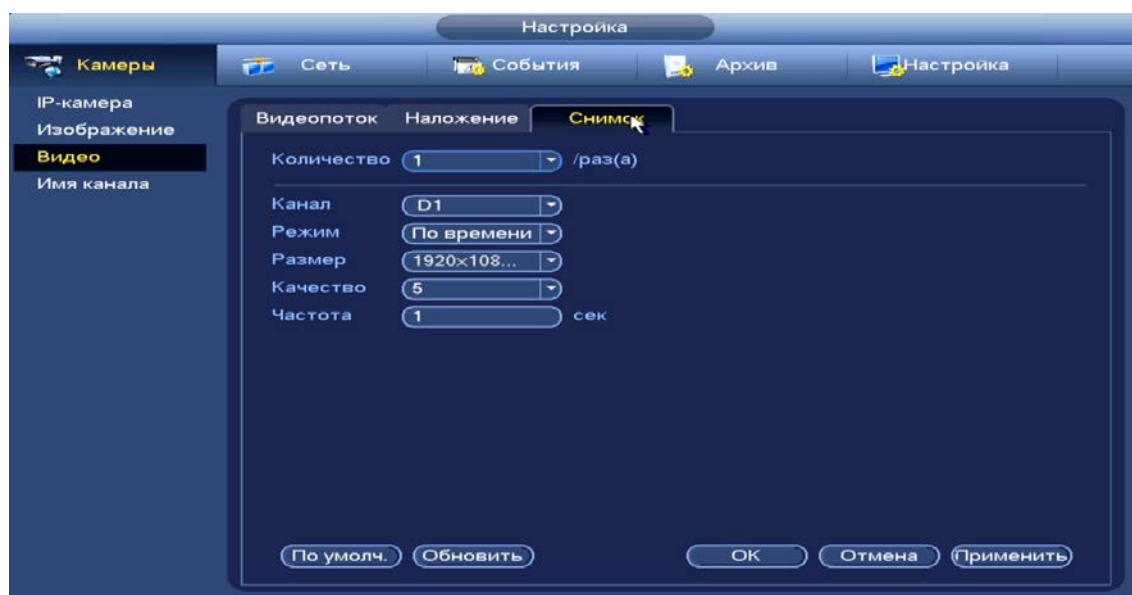 Настройка
Камеры Сеть События Архив Настройка
IP-камера
Изображение
Видео
Имя канала
Видеопоток Наложение Снимок
Количество 1 /раз(а)
Канал D1
Режим По времени
Размер 1920x108...
Качество 5
Частота 1 сек
По умолч. Обновить OK Отмена Применить